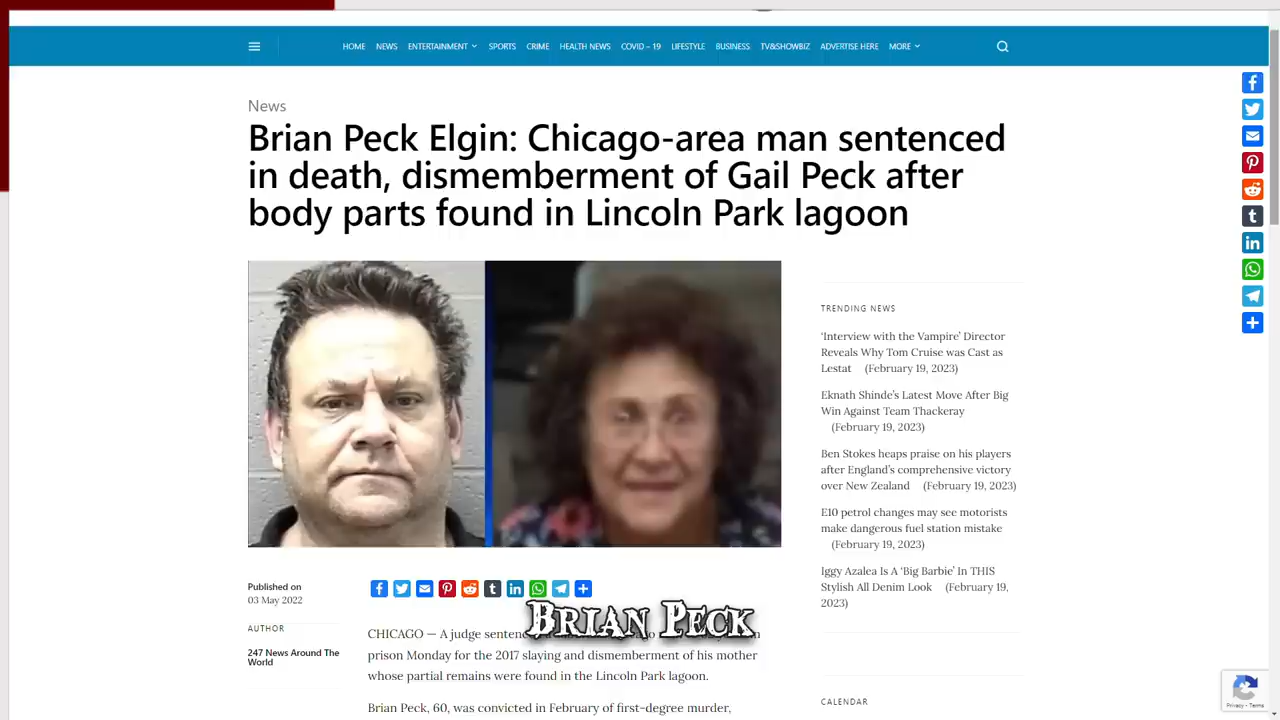 HOME NEWS ENTERTAINMENT SPORTS CRIME HEALTH NEWS COVID – 19 LIFESTYLE BUSINESS TV&SHOWBIZ ADVERTISE HERE MORE
News
Brian Peck Elgin: Chicago-area man sentenced
in death, dismemberment of Gail Peck after
body parts found in Lincoln Park lagoon
Published on
03 May 2022
AUTHOR
247 News Around The
World
CHICAGO — A judge
prison Monday for the 2017 slaying and dismemberment of his mother
whose partial remains were found in the Lincoln Park lagoon.
Brian Peck, 60, was convicted in February of first-degree murder,
BRIAN PECK
TRENDING NEWS
‘Interview with the Vampire’ Director
Reveals Why Tom Cruise was Cast as
Lestat (February 19, 2023)
Eknath Shinde’s Latest Move After Big
Win Against Team Thackeray
(February 19, 2023)
Ben Stokes heaps praise on his players
after England’s comprehensive victory
over New Zealand (February 19, 2023)
E10 petrol changes may see motorists
make dangerous fuel station mistake
(February 19, 2023)
Iggy Azalea Is A ‘Big Barbie’ In THIS
Stylish All Denim Look (February 19,
2023)
CALENDAR
Privacy - Terms